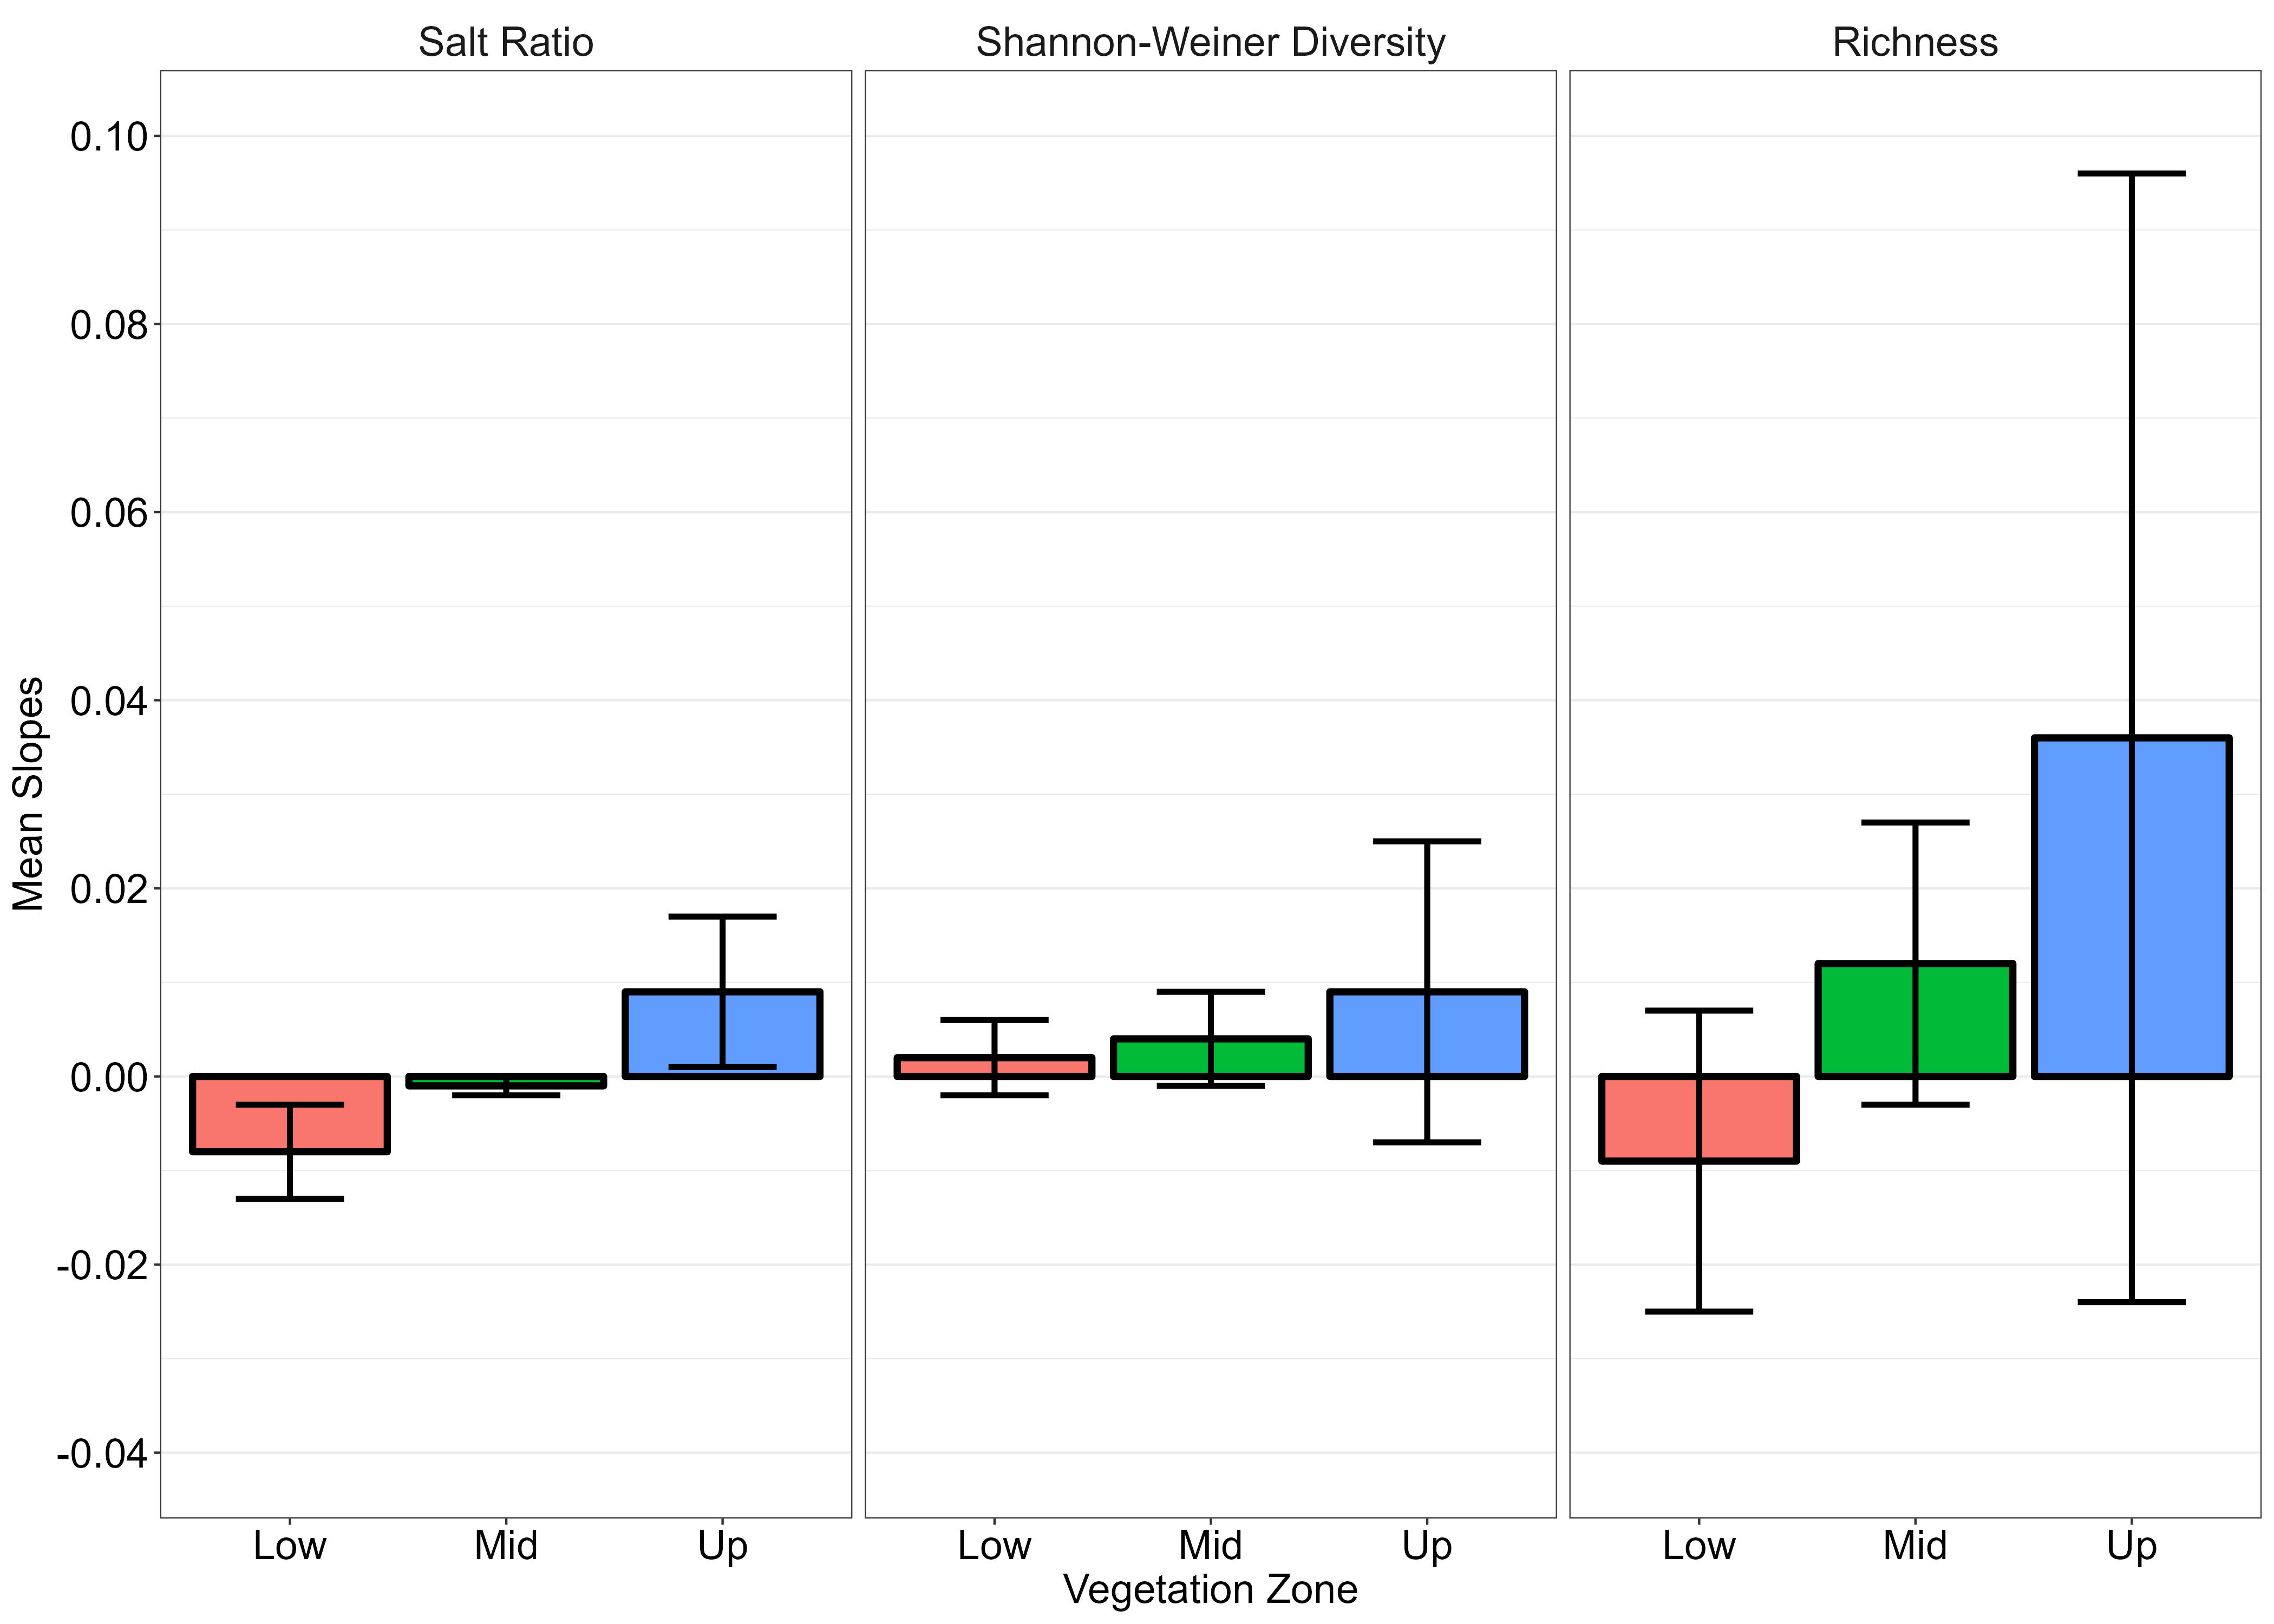 Salt Ratio
Shannon-Weiner Diversity
Richness
Mean Slopes
0.10
0.08
0.06
0.04
0.02
0.00
-0.02
-0.04
Low Mid Up
Low Mid Up
Low Mid Up
Vegetation Zone